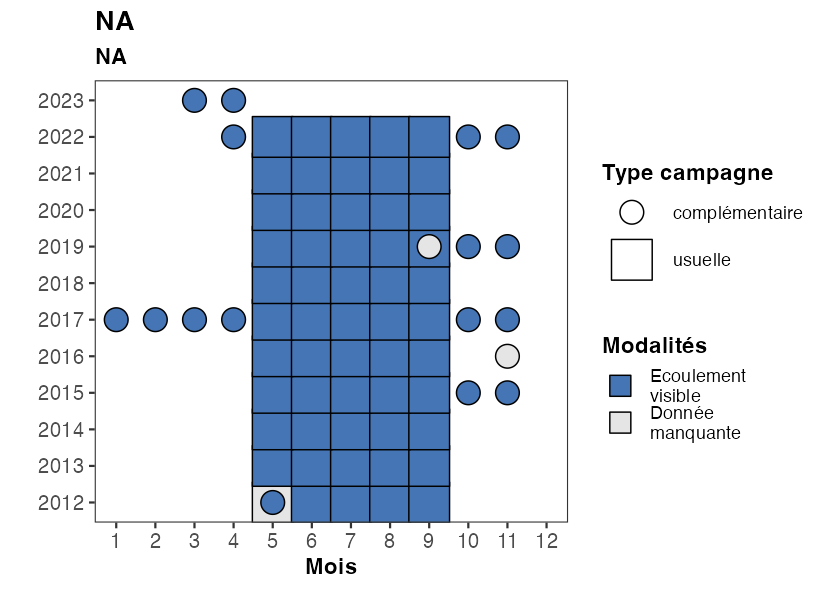 NA
NA
2023
2022
2021
2020
2019
2018
2017
2016
2015
2014
2013
2012
1 2 3 4 5 6 7 8 9 10 11 12
Mois
Type campagne
complémentaire
usuelle
Modalités
Ecoulement
visible
Donnée
manquante